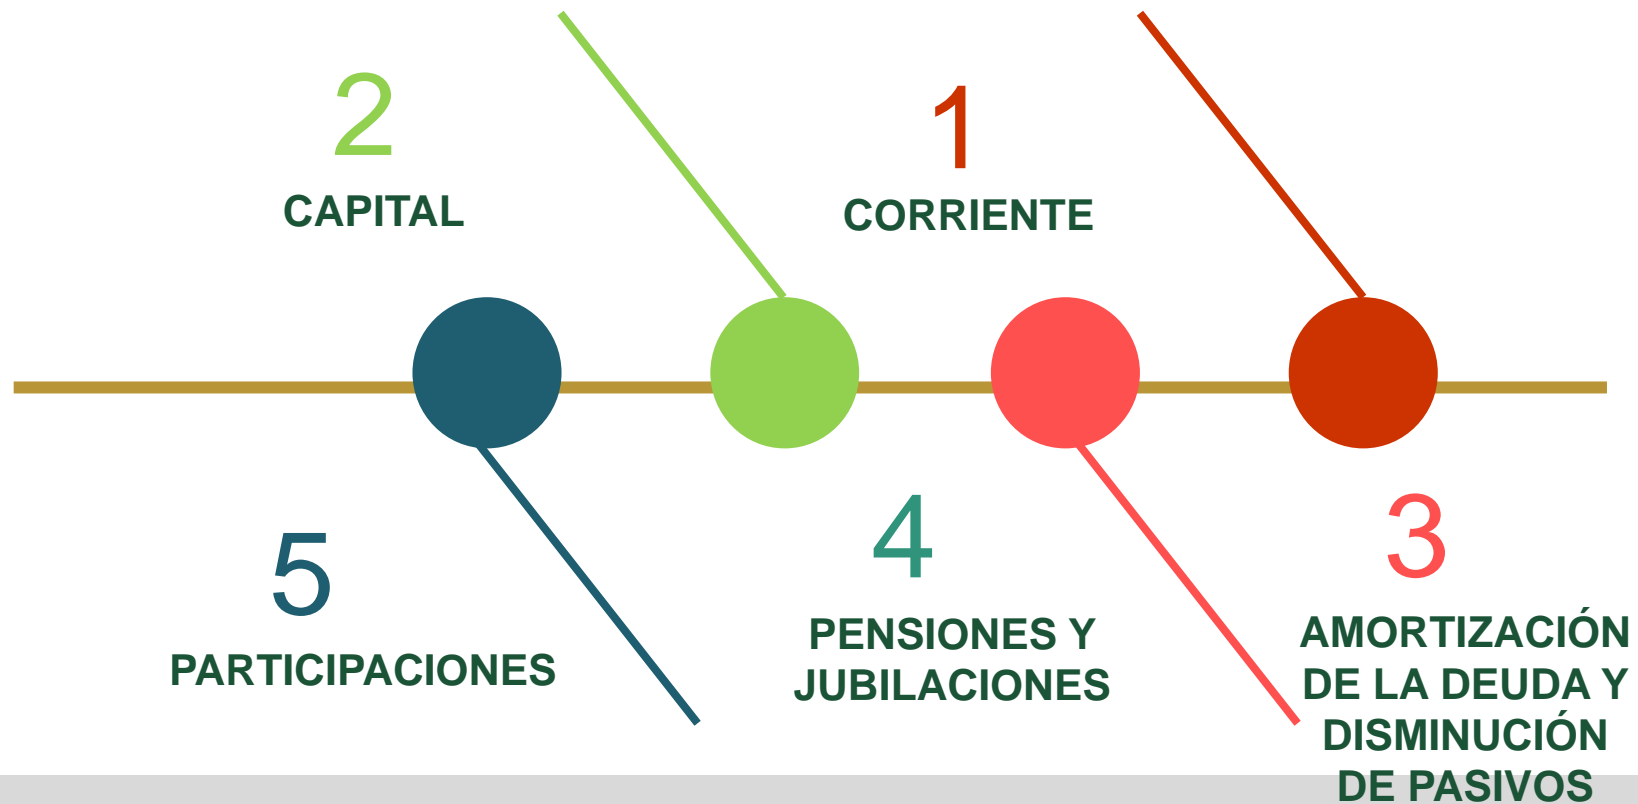 2
CAPITAL
1
CORRIENTE
5
PARTICIPACIONES
4
PENSIONES Y
JUBILACIONES
3
AMORTIZACIÓN
DE LA DEUDA Y
DISMINUCIÓN
DE PASIVOS